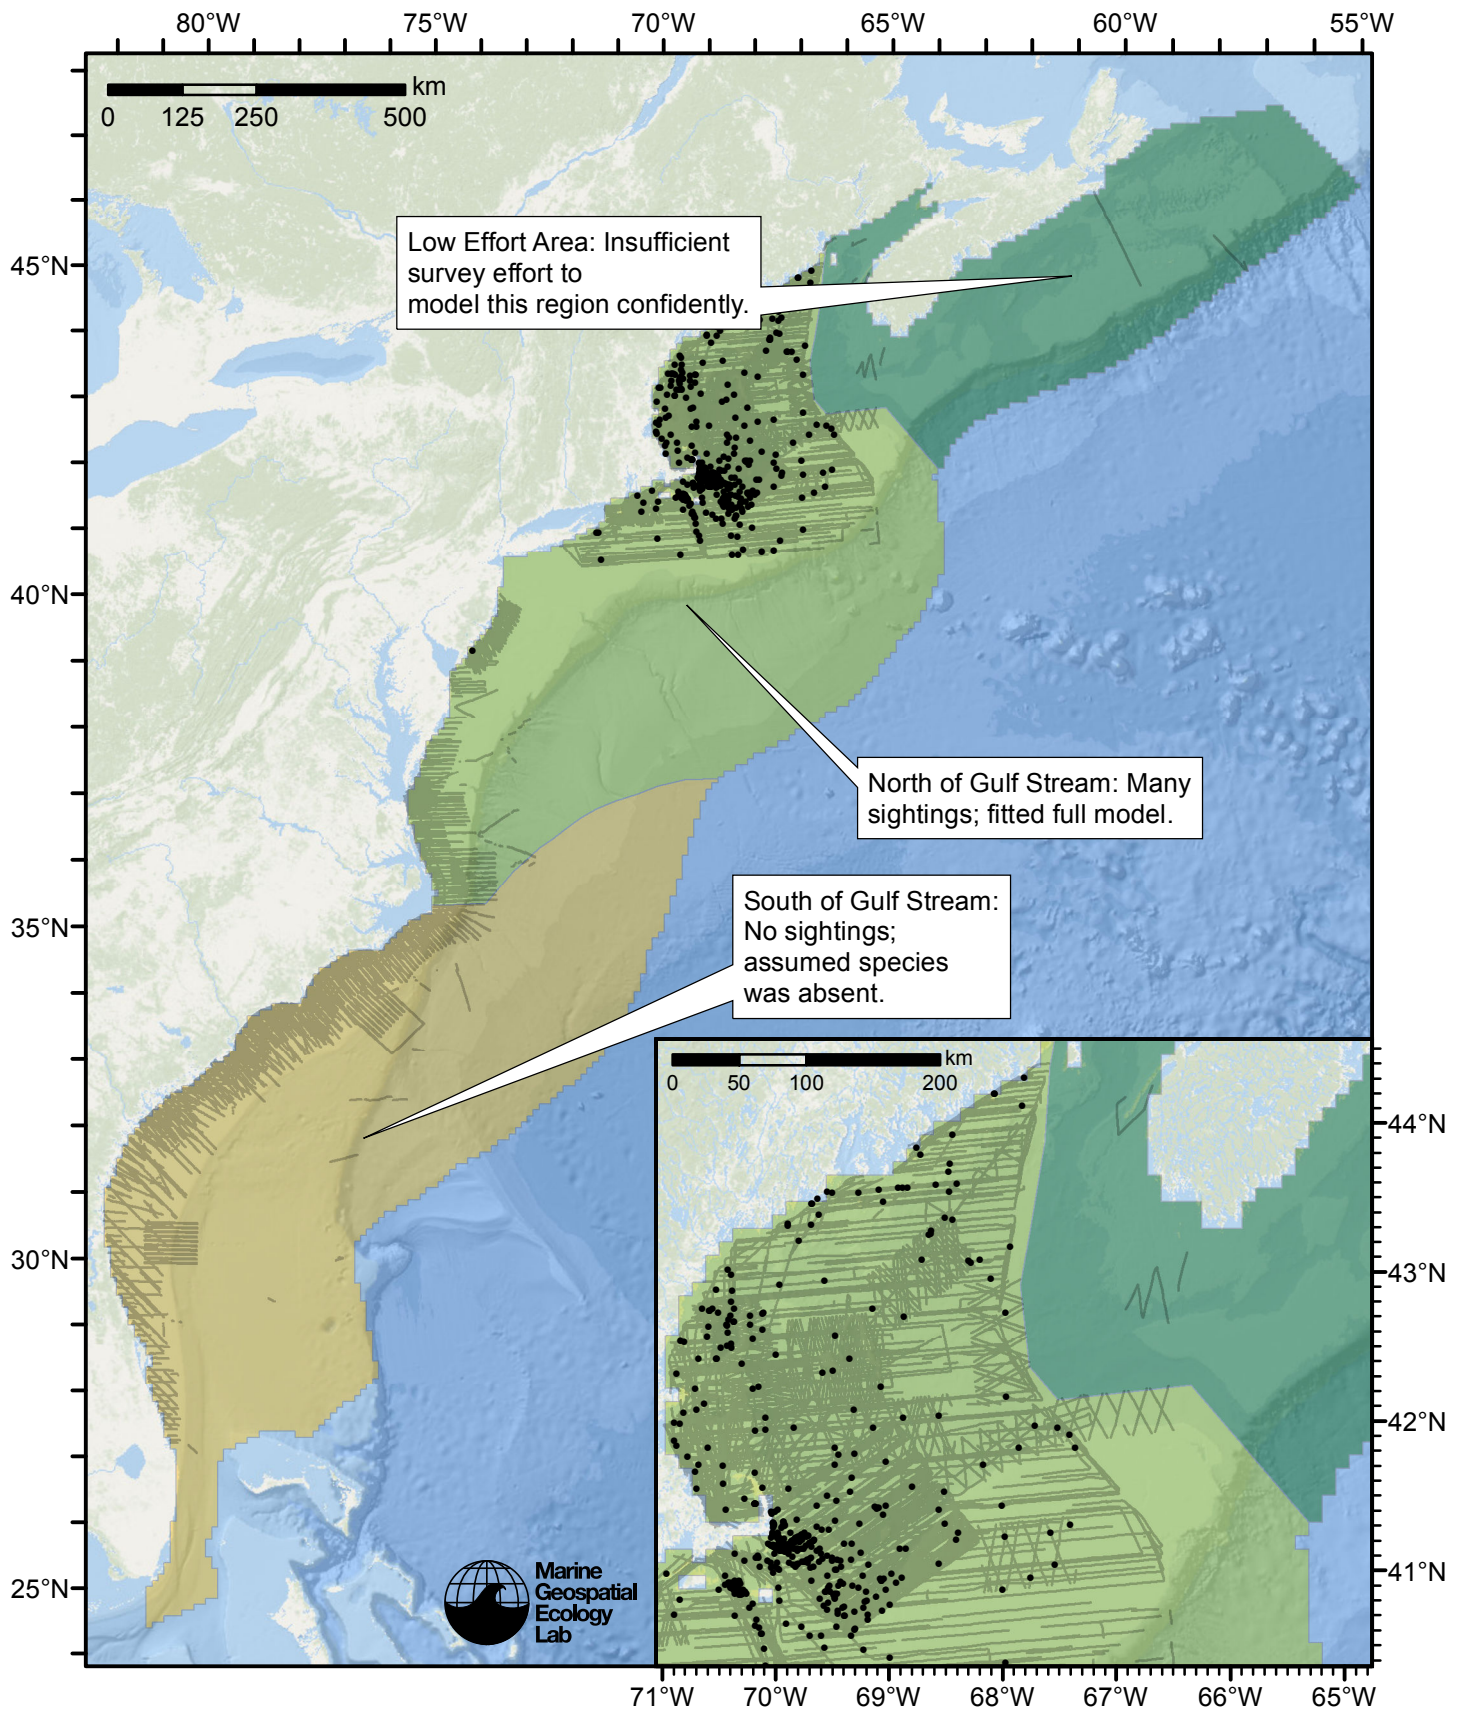 80°W 75°W 70°W 65°W 60°W 55°W
km
0 125 250 500
45°N
40°N
35°N
30°N
25°N
Low Effort Area: Insufficient
survey effort to
model this region confidently.
North of Gulf Stream: Many
sightings; fitted full model.
South of Gulf Stream:
No sightings;
assumed species
was absent.
km
0 50 100 200
44°N
43°N
42°N
41°N
Marine
Geospatial
Ecology
Lab
71°W 70°W 69°W 68°W 67°W 66°W 65°W